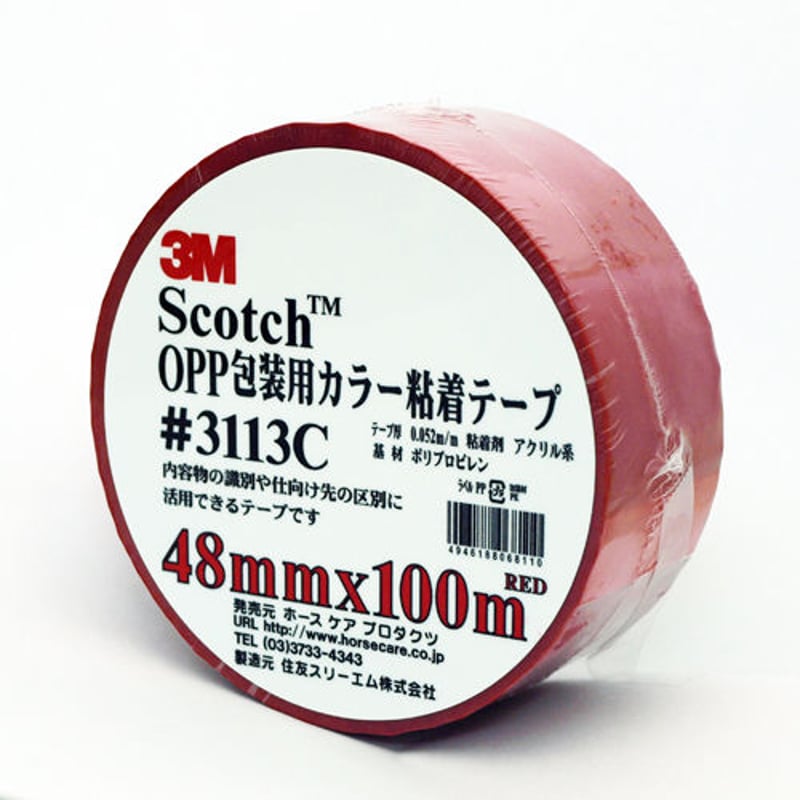 3M
Scotch™
OPP包装用カラー粘着テープ
#3113C
テープ厚 0.052m/m 粘着剤 アクリル系
基材 ポリプロピレン
内容物の識別や仕向け先の区別に
活用できるテープです
ラベル PP
4946188068110
48mmx100m
RED
発売元 ホース ケア プロダクツ
URL http://www.horsecare.co.jp
TEL (03)3733-4343
製造元 住友スリーエム株式会社